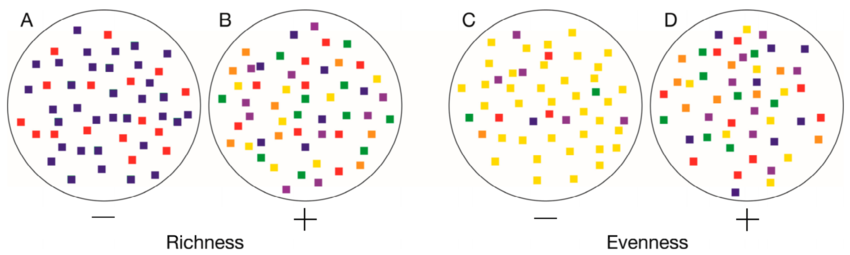 A B C D
− + − +
Richness Evenness